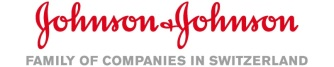 Johnson & Johnson
FAMILY OF COMPANIES IN SWITZERLAND